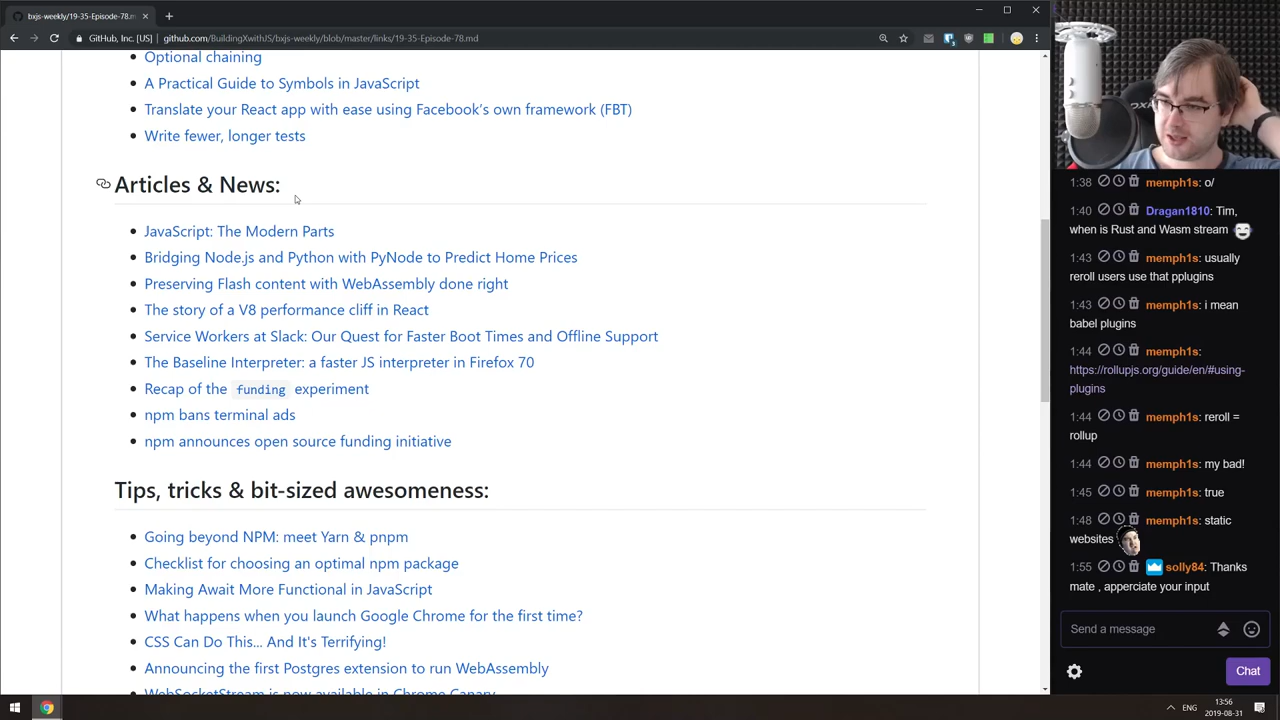 bxjs-weekly/19-35-Episode-78.m
GitHub, Inc. [US]
github.com/BuildingXwithJS/bxjs-weekly/blob/master/links/19-35-Episode-78.md
Optional chaining
A Practical Guide to Symbols in JavaScript
Translate your React app with ease using Facebook’s own framework (FBT)
Write fewer, longer tests
Articles & News:
JavaScript: The Modern Parts
Bridging Node.js and Python with PyNode to Predict Home Prices
Preserving Flash content with WebAssembly done right
The story of a V8 performance cliff in React
Service Workers at Slack: Our Quest for Faster Boot Times and Offline Support
The Baseline Interpreter: a faster JS interpreter in Firefox 70
Recap of the funding experiment
npm bans terminal ads
npm announces open source funding initiative
Tips, tricks & bit-sized awesomeness:
Going beyond NPM: meet Yarn & pnpm
Checklist for choosing an optimal npm package
Making Await More Functional in JavaScript
What happens when you launch Google Chrome for the first time?
CSS Can Do This... And It's Terrifying!
Announcing the first Postgres extension to run WebAssembly
WebSocketStream is now available in Chrome Canary
1:38 memph1s: o/
1:40 Dragan1810: Tim,
when is Rust and Wasm stream
1:43 memph1s: usually
reroll users use that pplugins
1:43 memph1s: i mean
babel plugins
1:44 memph1s:
https://rollupjs.org/guide/en/#using-
plugins
1:44 memph1s: reroll =
rollup
1:44 memph1s: my bad!
1:45 memph1s: true
1:48 memph1s: static
websites
1:55 solly84: Thanks
mate , apperciate your input
Send a message
Chat
ENG
13:56
2019-08-31